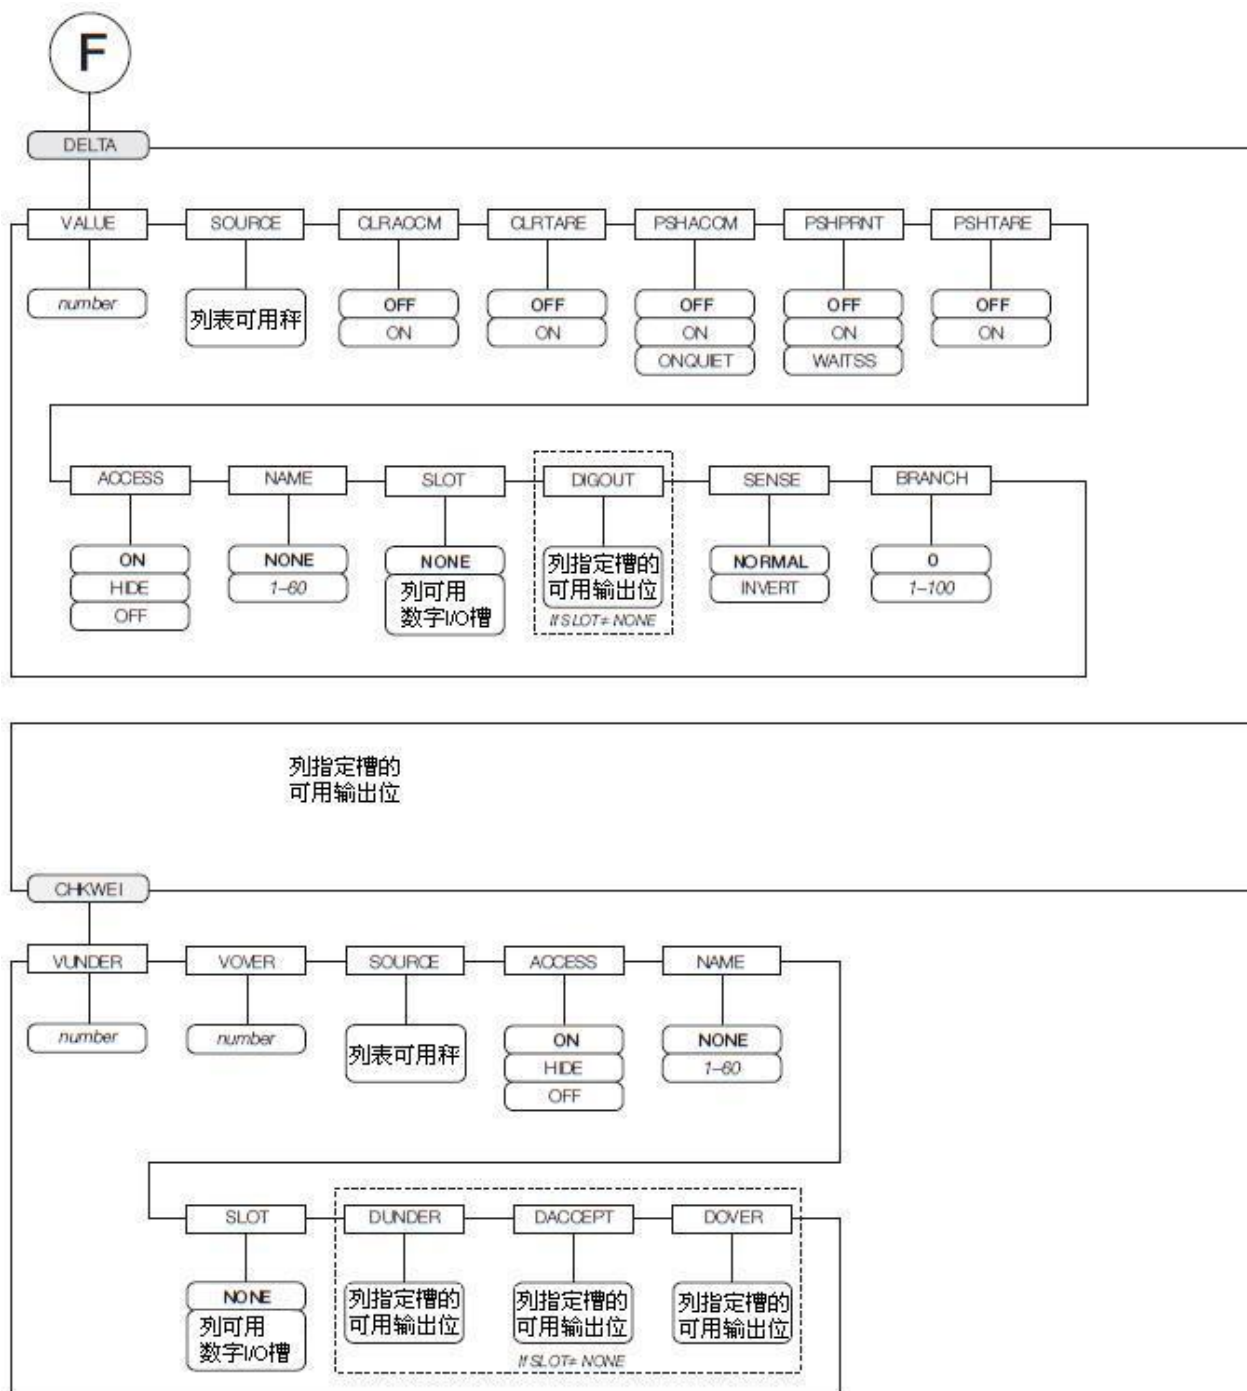 F
DELTA
VALUE SOURCE CLRACCM CLRTARE PSHACCM PSHPRNT PSHTARE
number
列表可用秤
OFF
ON
OFF
ON
OFF
ON
ONQUIET
OFF
ON
WAITSS
OFF
ON
ACCESS NAME SLOT DIGOUT SENSE BRANCH
ON
HIDE
OFF
NONE
1–60
NONE
列可用
数字I/O槽
列指定槽的
可用输出位
If SLOT ≠ NONE
NORMAL
INVERT
0
1–100
列指定槽的
可用输出位
CHKWEI
VUNDER VOVER SOURCE ACCESS NAME
number
number
列表可用秤
ON
HIDE
OFF
NONE
1–60
SLOT DUNDER DACCEPT DOVER
NONE
列可用
数字I/O槽
列指定槽的
可用输出位
列指定槽的
可用输出位
列指定槽的
可用输出位
If SLOT ≠ NONE